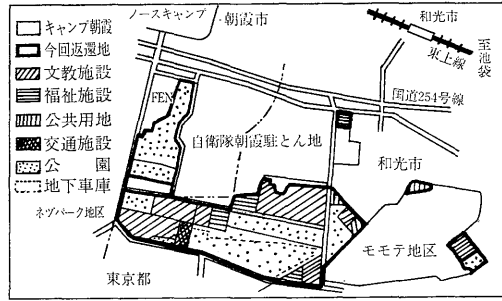 キャンプ朝霞
今回返還地
文教施設
福祉施設
公共用地
交通施設
公園
地下車庫
ノースキャンプ
朝霞市
和光市
東上線
至池袋
国道254号線
FEN
自衛隊朝霞駐とん地
和光市
ネヅパーク地区
モモテ地区
東京都